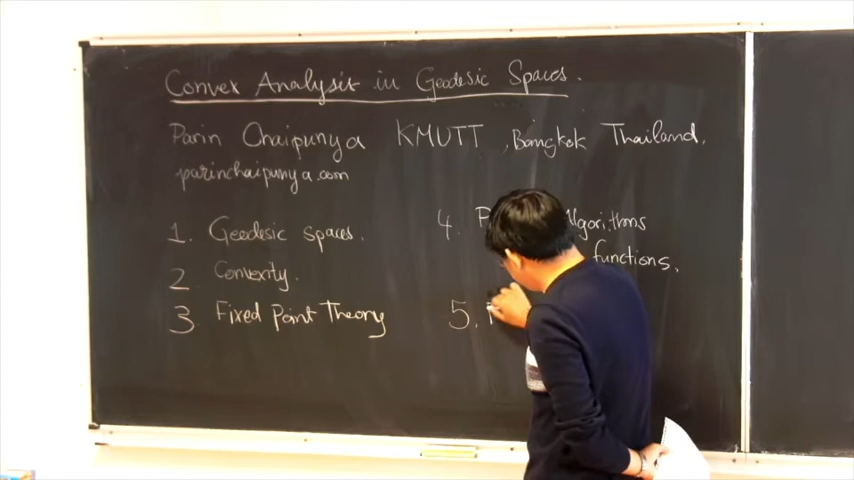 Convex Analysis in Geodesic Spaces.
Parin Chaipunya KMUTT, Bangkok Thailand.
parinchaipunya.com
1. Geodesic spaces.
2 Convexity.
3. Fixed Point Theory
4. Algorithms
functions.
5.